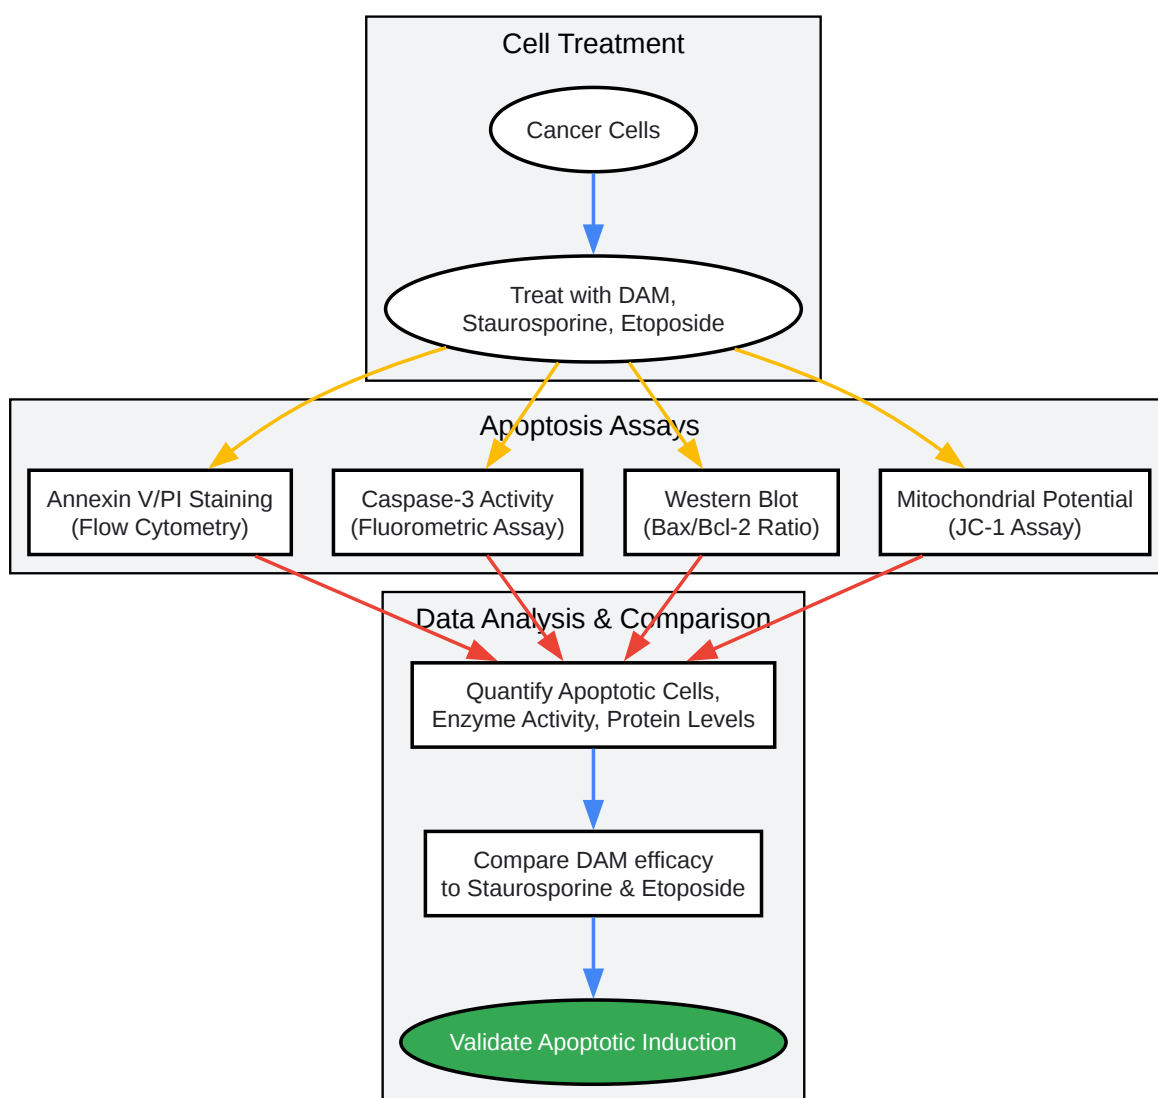 Cell Treatment
Cancer Cells
Treat with DAM,
Staurosporine, Etoposide
Apoptosis Assays
Annexin V/PI Staining
(Flow Cytometry)
Caspase-3 Activity
(Fluorometric Assay)
Western Blot
(Bax/Bcl-2 Ratio)
Mitochondrial Potential
(JC-1 Assay)
Data Analysis & Comparison
Quantify Apoptotic Cells,
Enzyme Activity, Protein Levels
Compare DAM efficacy
to Staurosporine & Etoposide
Validate Apoptotic Induction